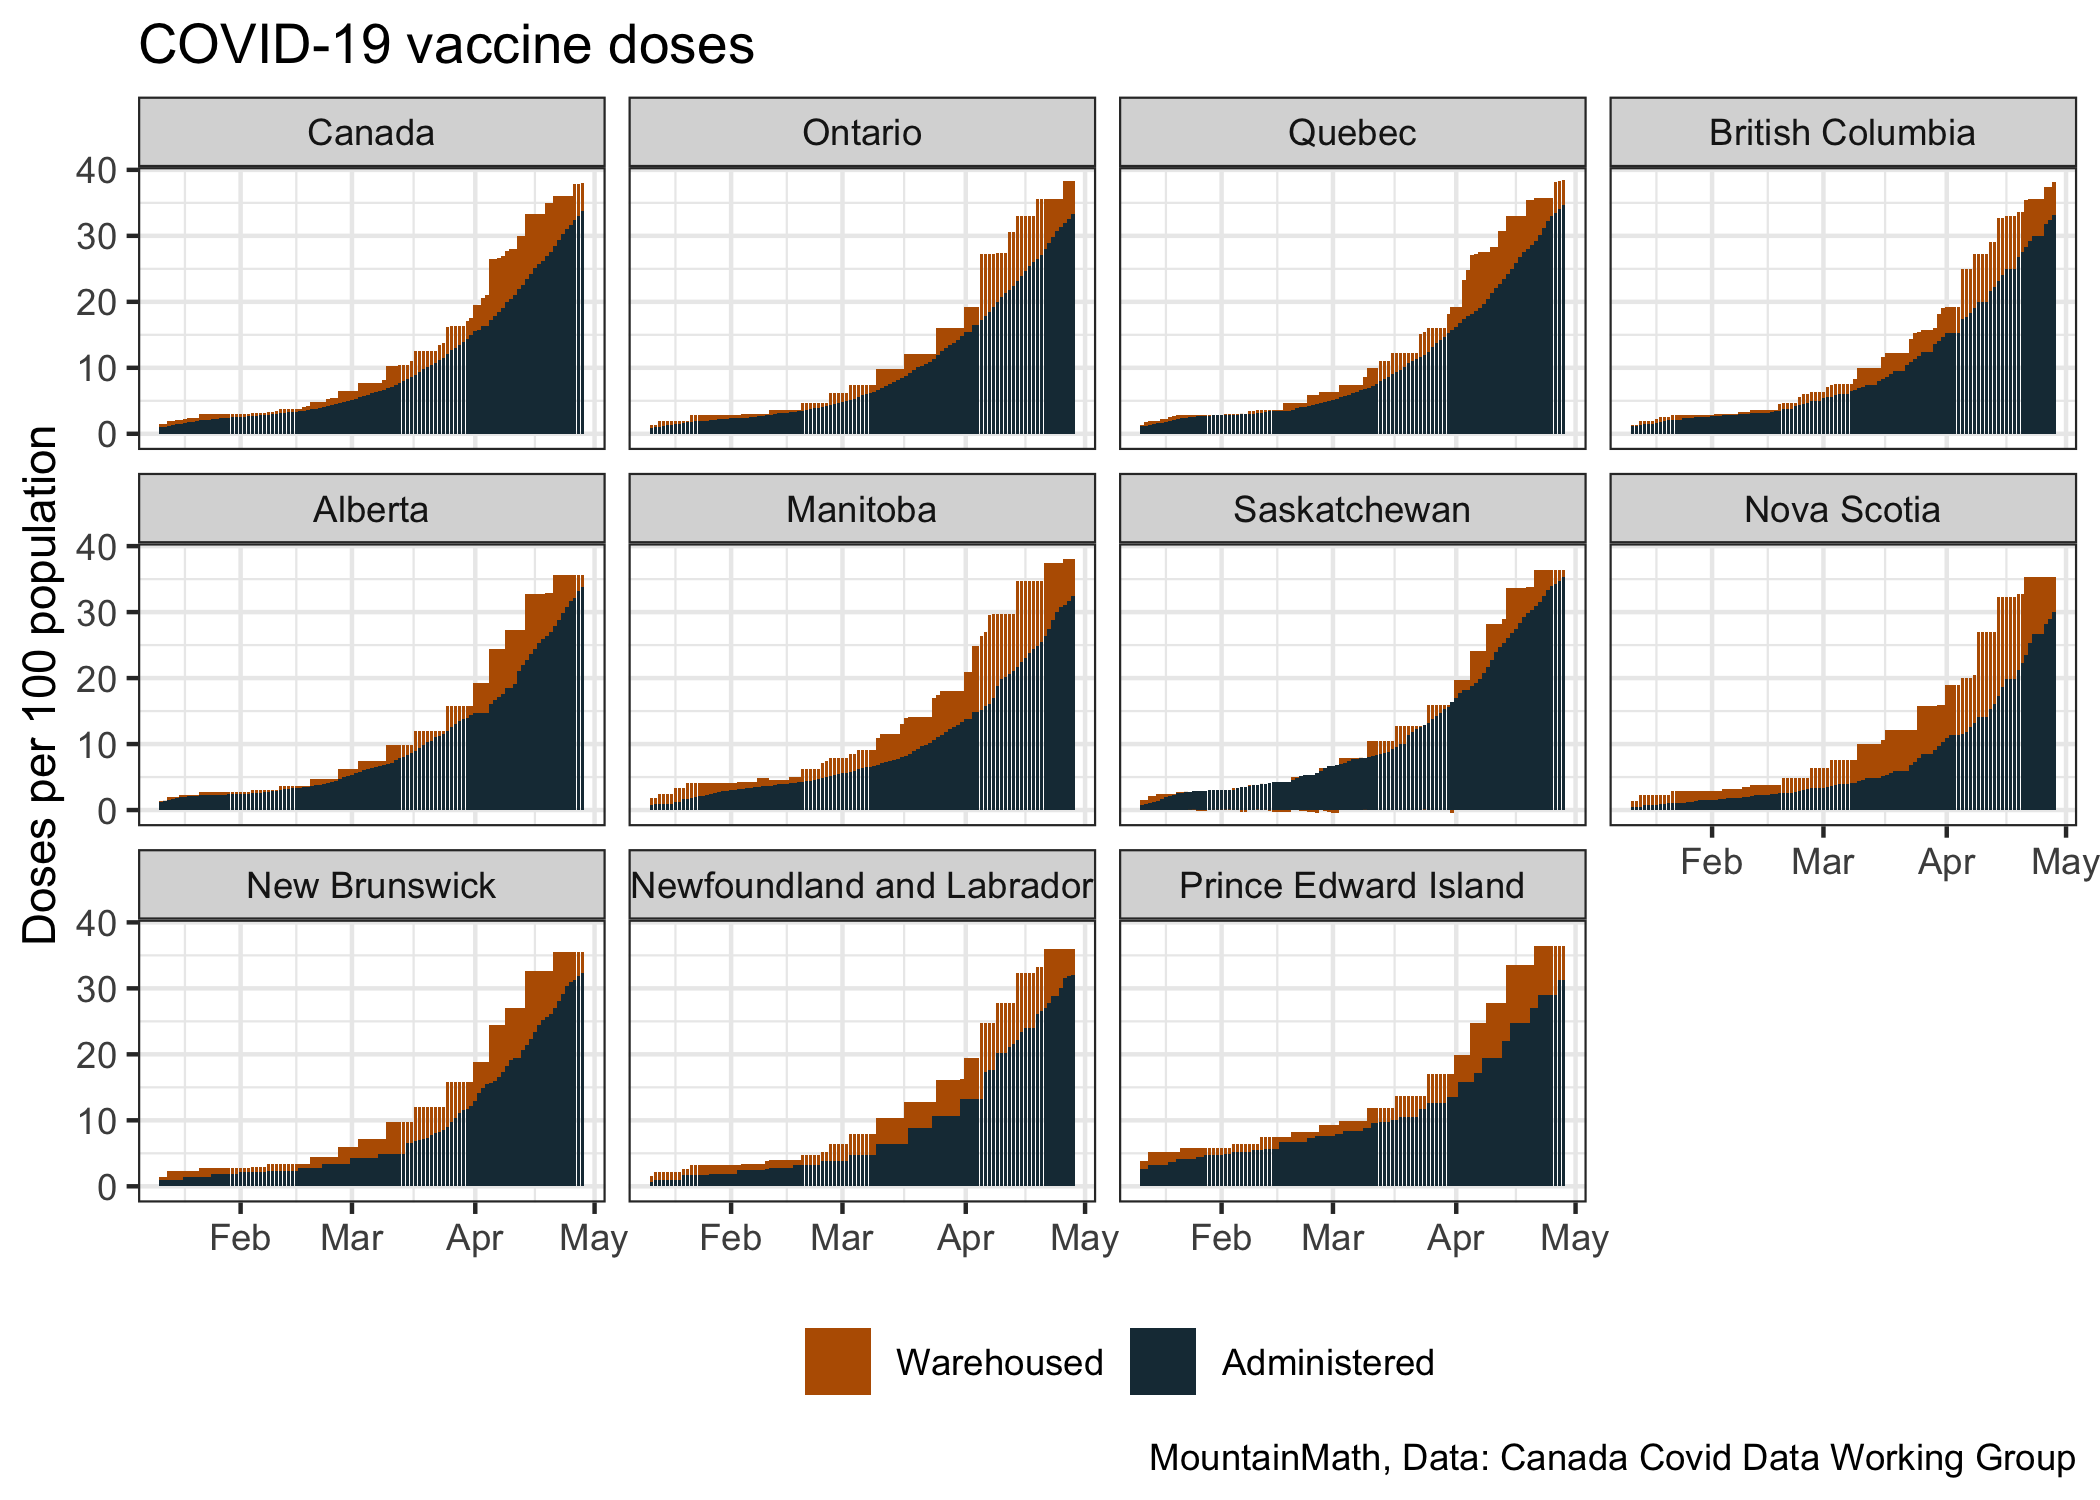 COVID-19 vaccine doses
Canada
Ontario
Quebec
British Columbia
40
30
20
10
0
Alberta
Manitoba
Saskatchewan
Nova Scotia
40
30
20
10
0
Feb Mar Apr May
New Brunswick
Newfoundland and Labrador
Prince Edward Island
40
30
20
10
0
Feb Mar Apr May
Feb Mar Apr May
Feb Mar Apr May
Doses per 100 population
Warehoused
Administered
MountainMath, Data: Canada Covid Data Working Group